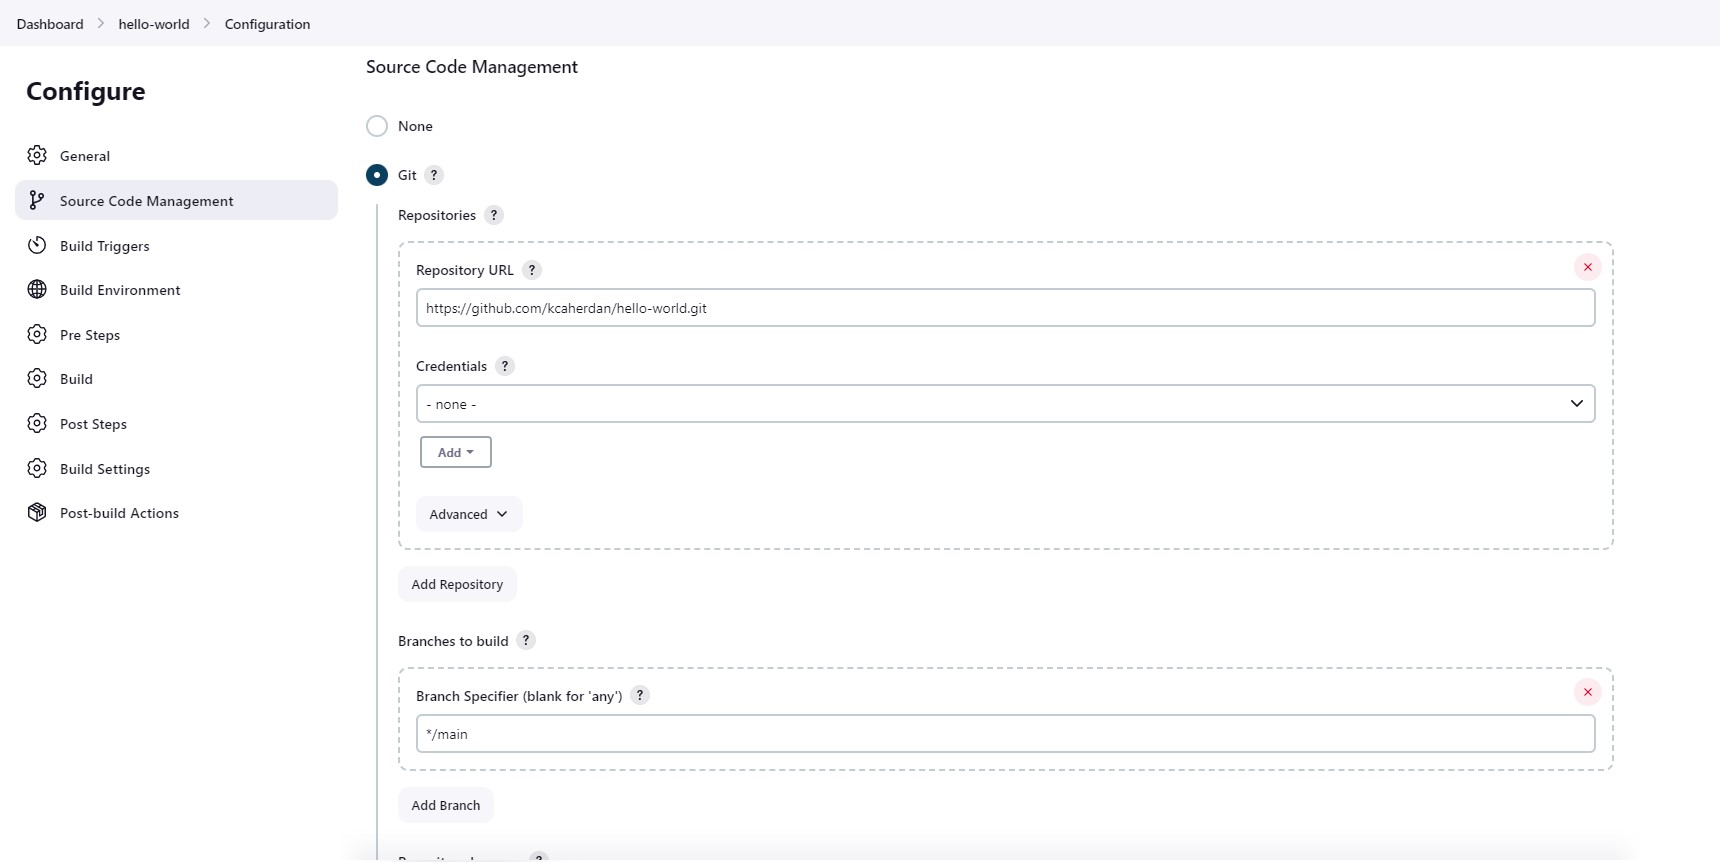 Dashboard > hello-world > Configuration
Configure
General
Source Code Management
Build Triggers
Build Environment
Pre Steps
Build
Post Steps
Build Settings
Post-build Actions
Source Code Management
None
Git ?
Repositories ?
Repository URL ?
https://github.com/kcaherdan/hello-world.git
Credentials ?
- none -
Add
Advanced
Add Repository
Branches to build ?
Branch Specifier (blank for 'any') ?
*/main
Add Branch